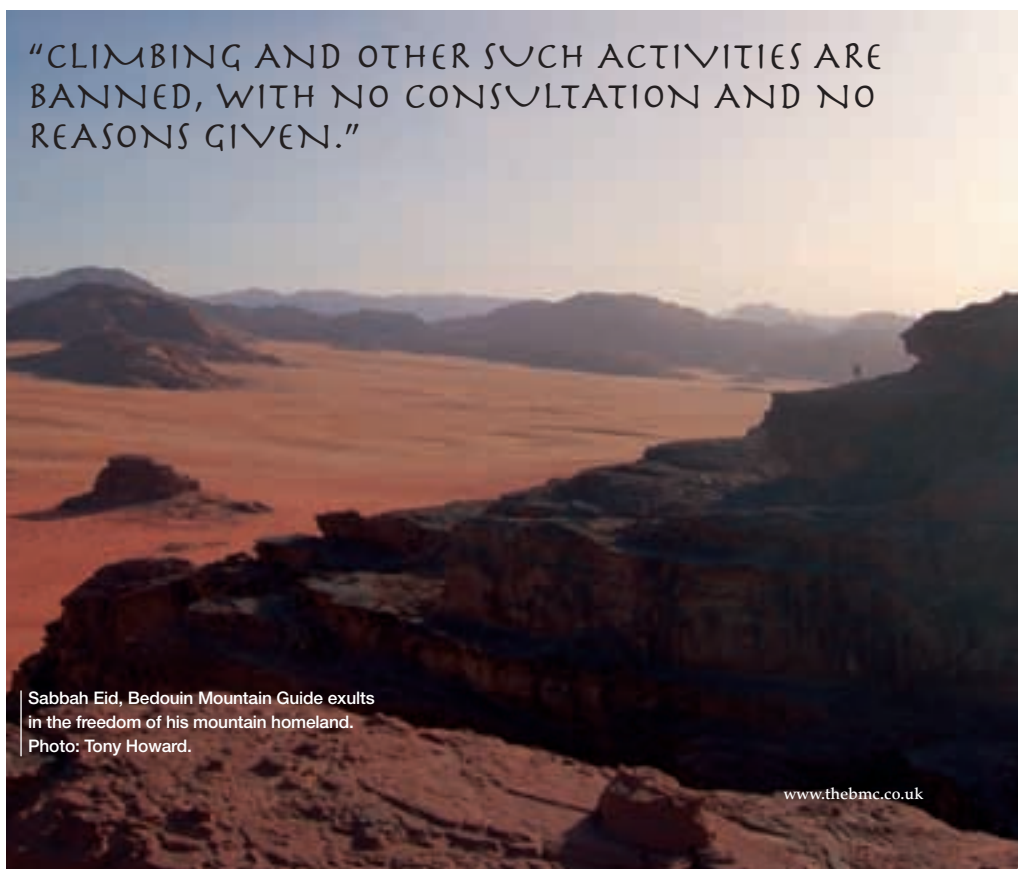 “CLIMBING AND OTHER SUCH ACTIVITIES ARE
BANNED, WITH NO CONSULTATION AND NO
REASONS GIVEN.”
Sabbah Eid, Bedouin Mountain Guide exults
in the freedom of his mountain homeland.
Photo: Tony Howard.
www.thebmc.co.uk